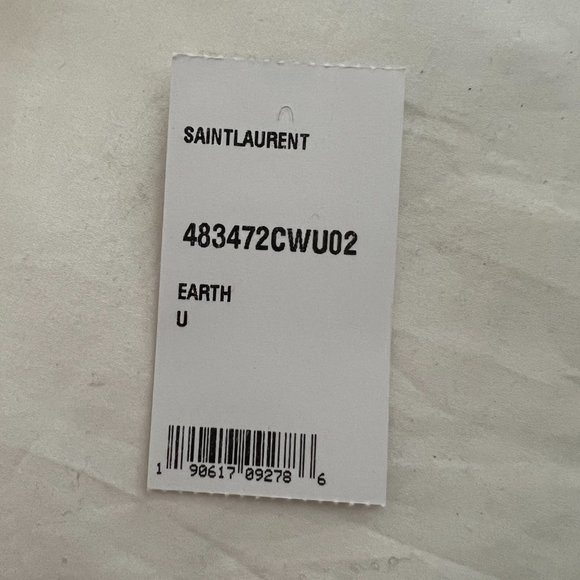 SAINTLAURENT
483472CWU02
EARTH
U
1 90617 09278 6